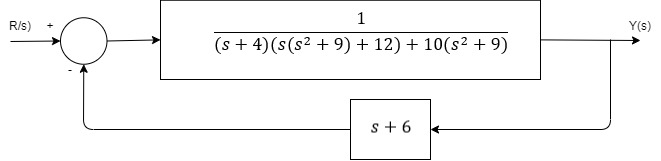 R/s) + Y(s)
1
(s + 4)(s(s² + 9) + 12) + 10(s² + 9)
-
s + 6